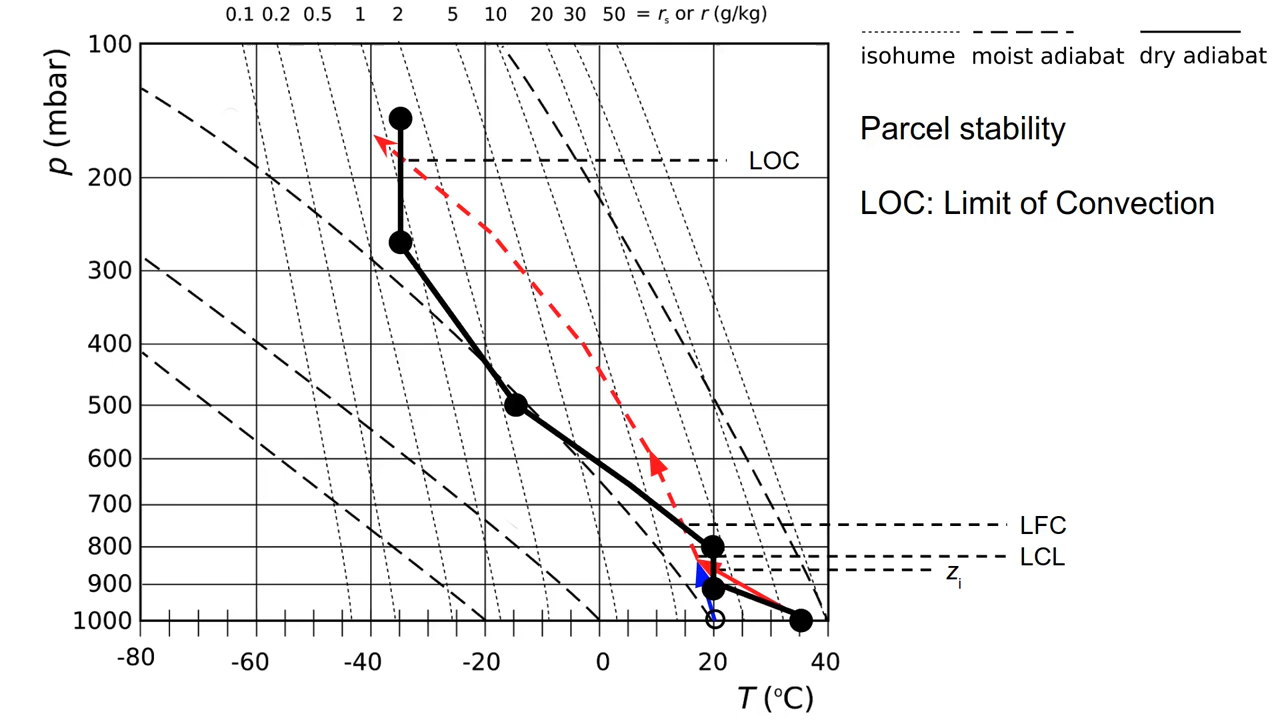 0.1 0.2 0.5 1 2 5 10 20 30 50 = rₛ or r (g/kg)
isohume moist adiabat dry adiabat
p (mbar)
100
200
300
400
500
600
700
800
900
1000
-80 -60 -40 -20 0 20 40
T (°C)
LOC
LFC
LCL
zᵢ
Parcel stability
LOC: Limit of Convection